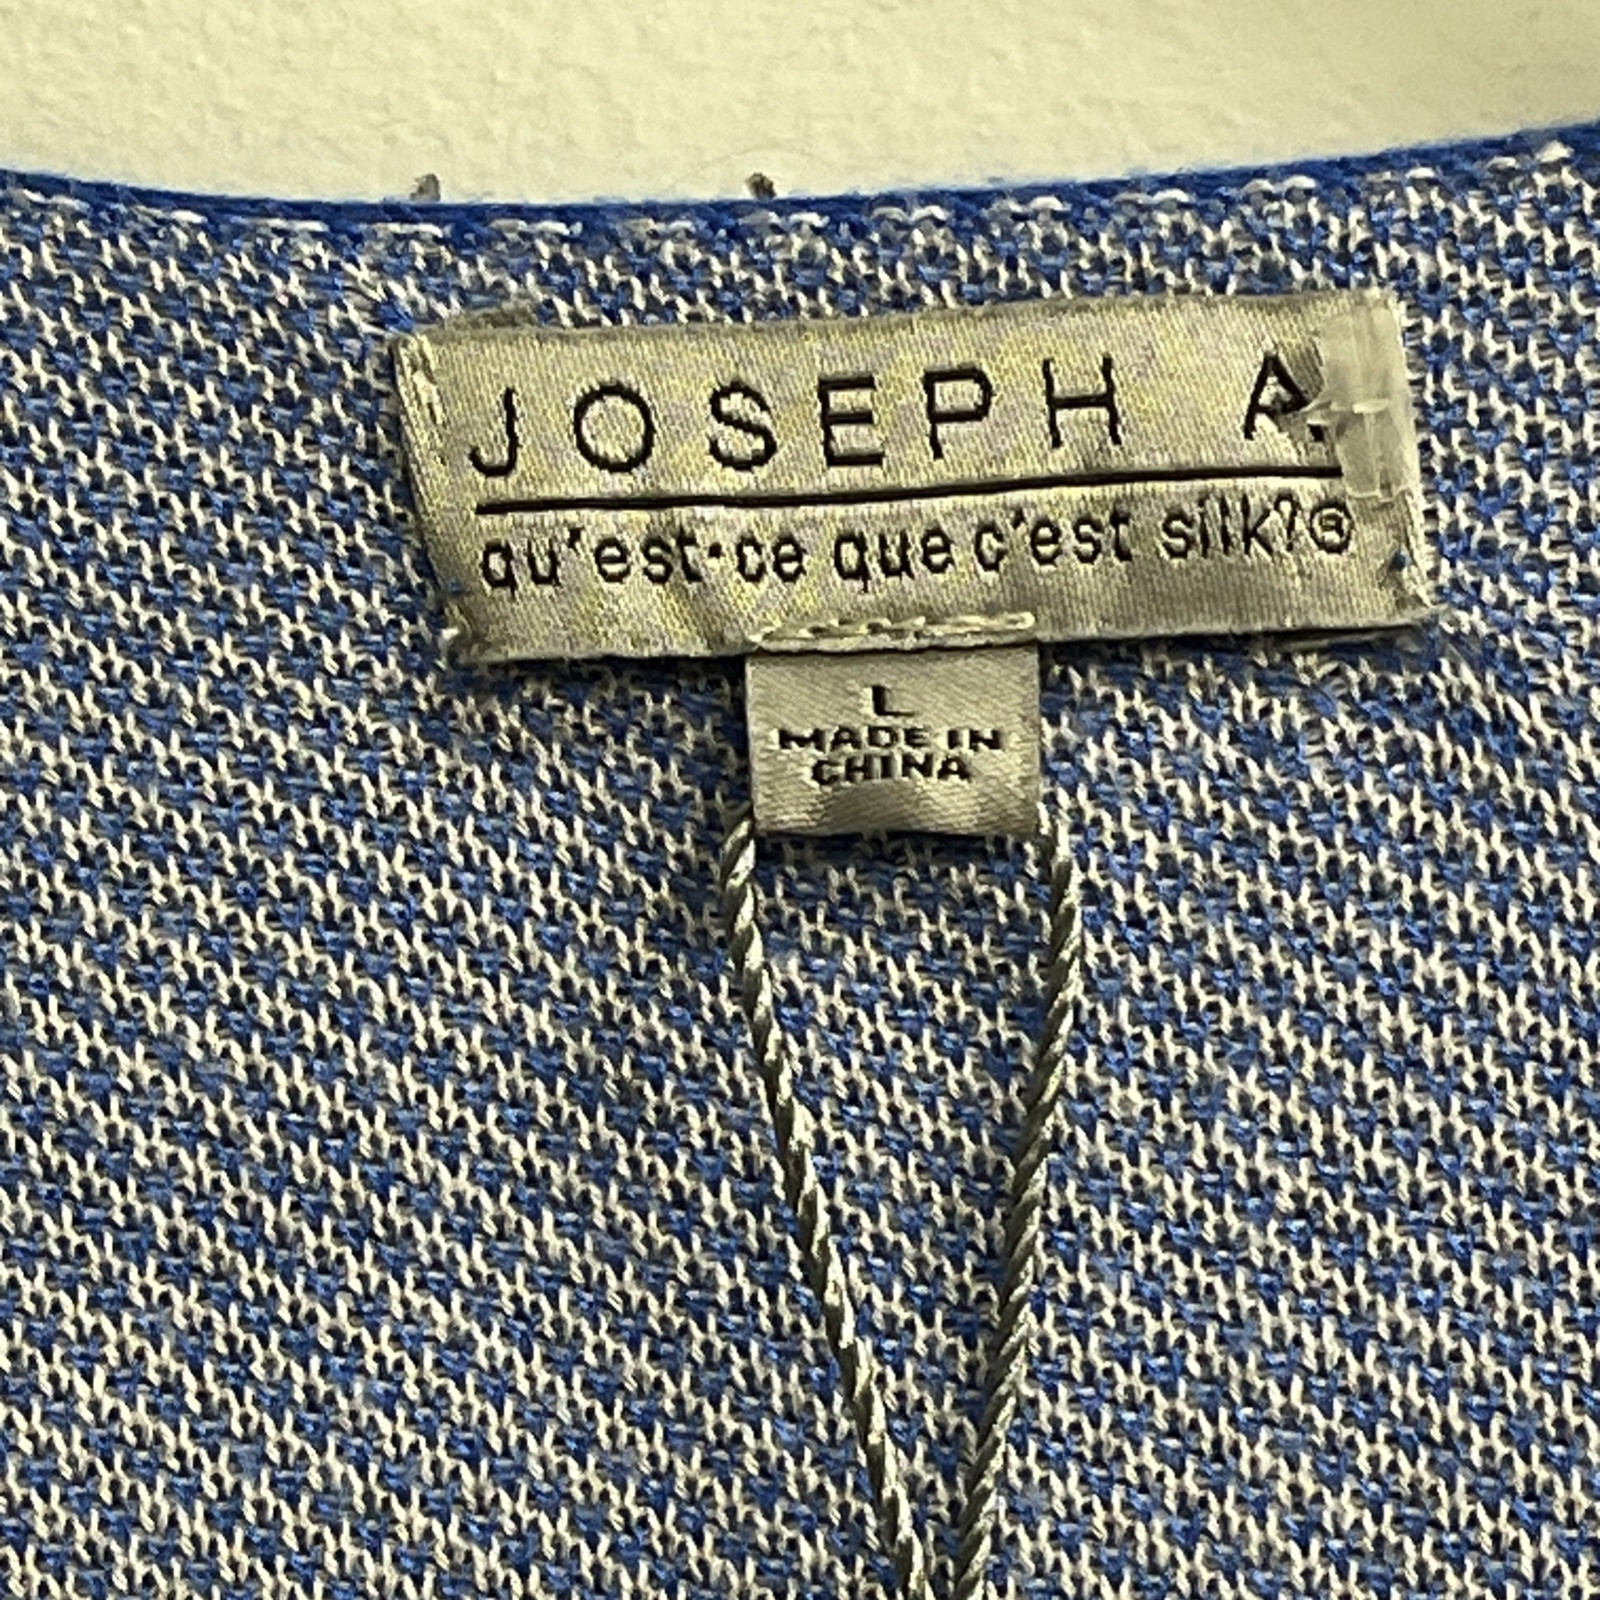 JOSEPH A.
qu'est-ce que c'est silk?®
L
MADE IN
CHINA